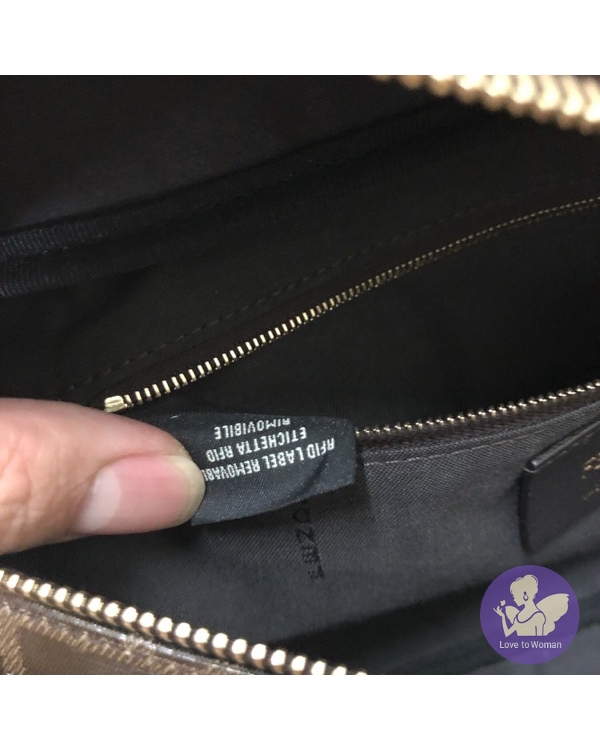 RFID LABEL REMOVABLE
ETICHETTA RFID
RIMOVIBILE
Love to Woman